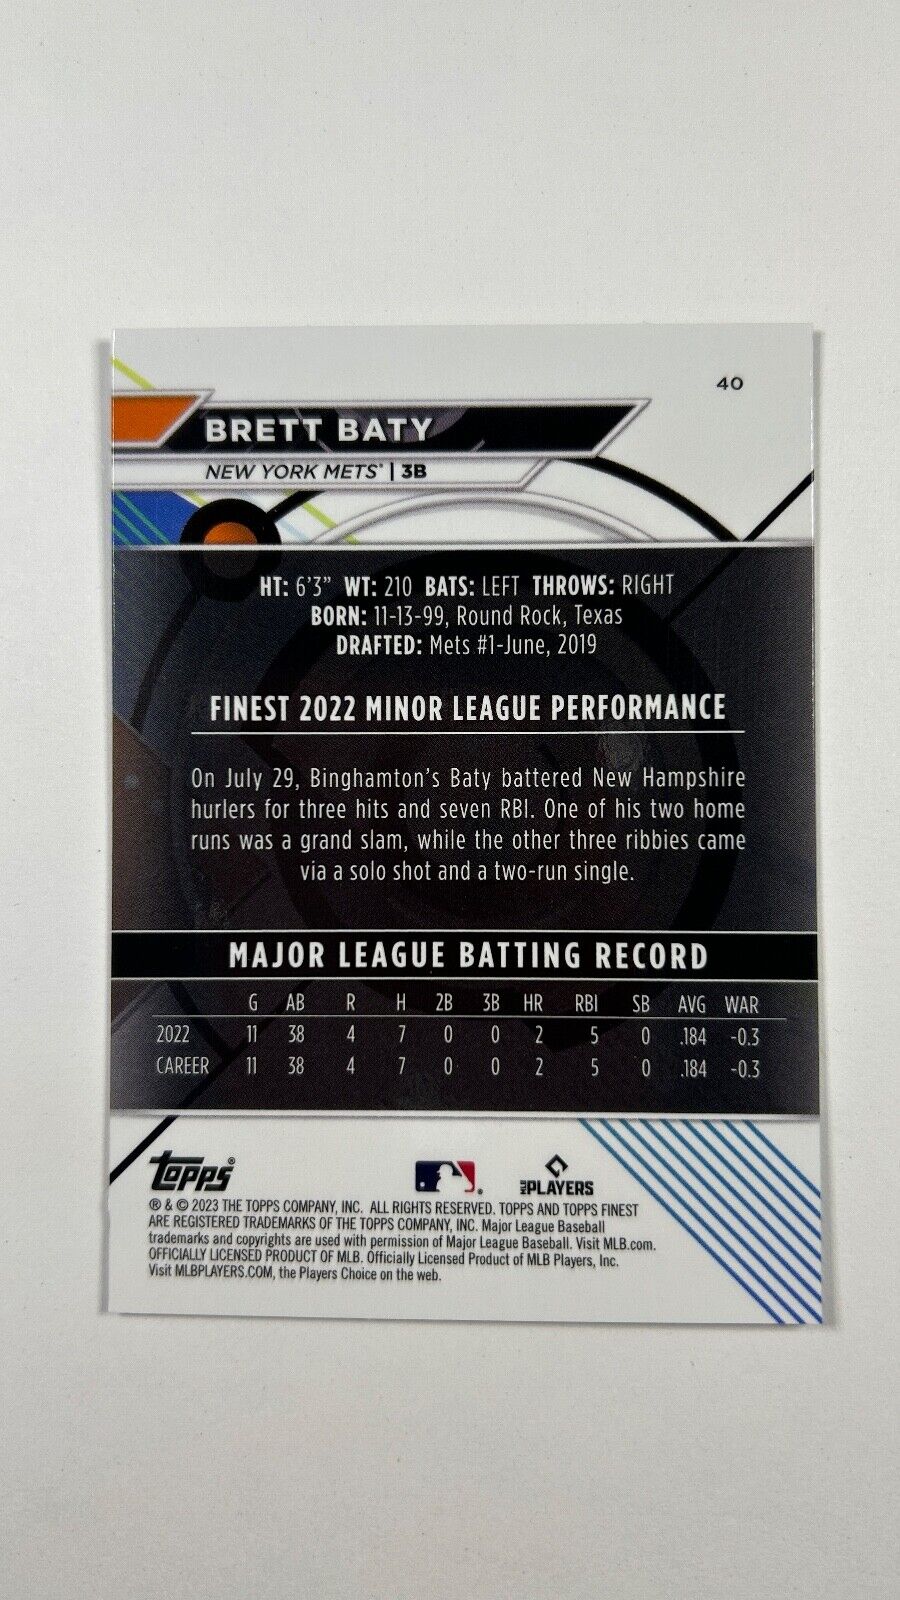 40
BRETT BATY
NEW YORK METS® | 3B
HT: 6'3" WT: 210 BATS: LEFT THROWS: RIGHT
BORN: 11-13-99, Round Rock, Texas
DRAFTED: Mets #1-June, 2019
FINEST 2022 MINOR LEAGUE PERFORMANCE
On July 29, Binghamton's Baty battered New Hampshire
hurlers for three hits and seven RBI. One of his two home
runs was a grand slam, while the other three ribbies came
via a solo shot and a two-run single.
MAJOR LEAGUE BATTING RECORD
G AB R H 2B 3B HR RBI SB AVG WAR
2022 11 38 4 7 0 0 2 5 0 .184 -0.3
CAREER 11 38 4 7 0 0 2 5 0 .184 -0.3
topps®
MLB PLAYERS
® & © 2023 THE TOPPS COMPANY, INC. ALL RIGHTS RESERVED. TOPPS AND TOPPS FINEST
ARE REGISTERED TRADEMARKS OF THE TOPPS COMPANY, INC. Major League Baseball
trademarks and copyrights are used with permission of Major League Baseball. Visit MLB.com.
OFFICIALLY LICENSED PRODUCT OF MLB. Officially Licensed Product of MLB Players, Inc.
Visit MLBPLAYERS.COM, the Players Choice on the web.